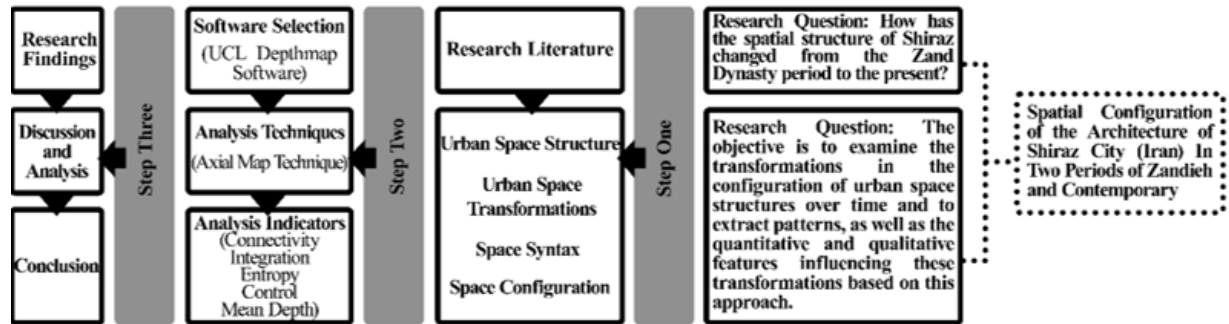 Research
Findings
Discussion
and
Analysis
Conclusion
Step Three
Software Selection
(UCL Depthmap
Software)
Analysis Techniques
(Axial Map Technique)
Analysis Indicators
(Connectivity
Integration
Entropy
Control
Mean Depth)
Step Two
Research Literature
Urban Space Structure
Urban Space
Transformations
Space Syntax
Space Configuration
Step One
Research Question: How has
the spatial structure of Shiraz
changed from the Zand
Dynasty period to the present?
Research Question: The
objective is to examine the
transformations in the
configuration of urban space
structures over time and to
extract patterns, as well as the
quantitative and qualitative
features influencing these
transformations based on this
approach.
Spatial Configuration
of the Architecture of
Shiraz City (Iran) In
Two Periods of Zandieh
and Contemporary